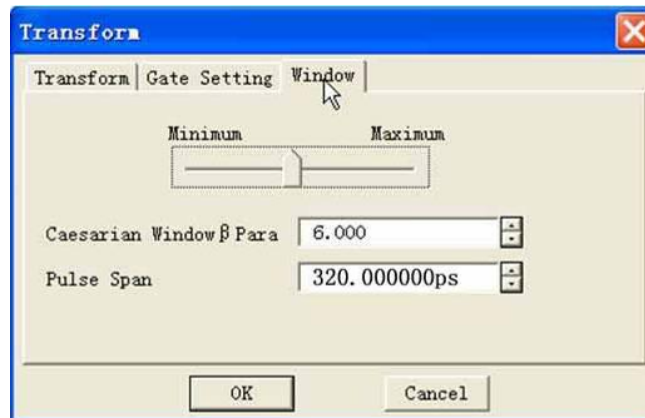 Transform
Transform Gate Setting Window
Minimum Maximum
Caesarian Window β Para 6.000
Pulse Span 320.000000ps
OK Cancel